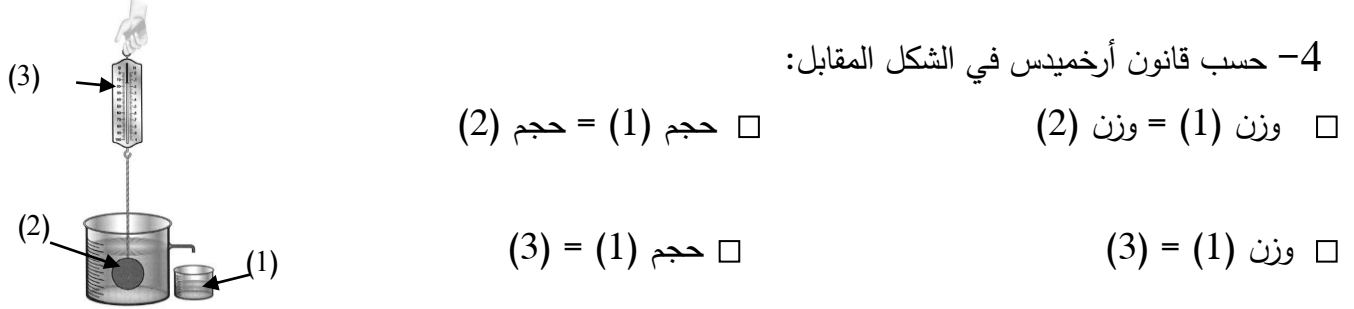 4- حسب قانون أرخميدس في الشكل المقابل:
□ وزن (1) = وزن (2)
□ حجم (1) = حجم (2)
□ وزن (1) = (3)
□ حجم (1) = (3)
(3)
(2)
(1)